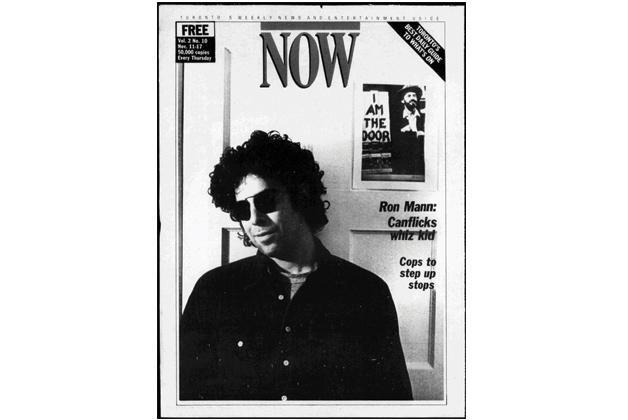 TORONTO'S WEEKLY NEWS AND ENTERTAINMENT VOICE
FREE
Vol. 2 No. 10
Nov. 11-17
50,000 copies
Every Thursday
NOW
TORONTO'S
BEST DAILY GUIDE
TO WHAT'S ON
I
AM
THE
DOOR
Ron Mann:
Canflicks
whiz kid
Cops to
step up
stops